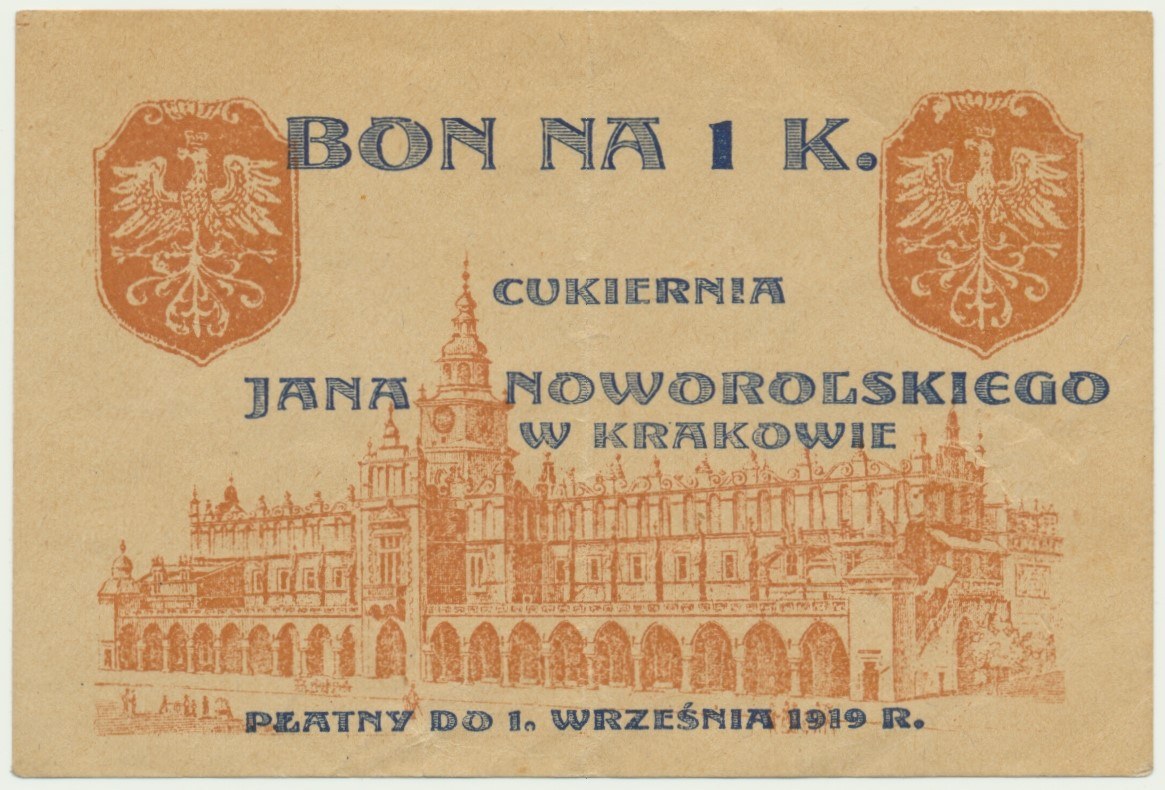 BON NA 1 K.
CUKIERNIA
JANA NOWOROLSKIEGO
W KRAKOWIE
PŁATNY DO 1. WRZEŚNIA 1919 R.